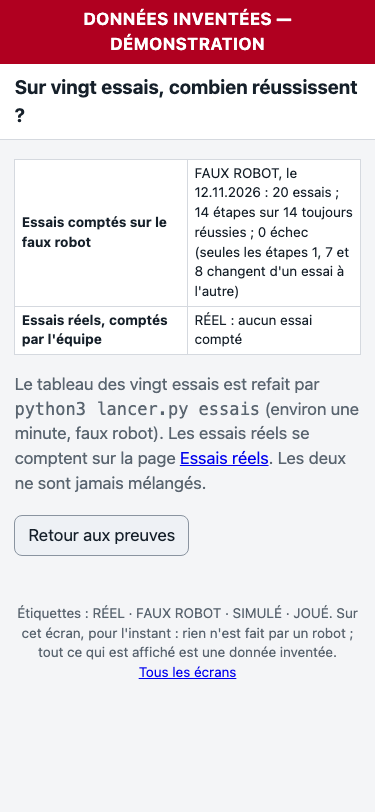 DONNÉES INVENTÉES —
DÉMONSTRATION
Sur vingt essais, combien réussissent
?
Essais comptés sur le
faux robot
FAUX ROBOT, le
12.11.2026 : 20 essais ;
14 étapes sur 14 toujours
réussies ; 0 échec
(seules les étapes 1, 7 et
8 changent d'un essai à
l'autre)
Essais réels, comptés
par l'équipe
RÉEL : aucun essai
compté
Le tableau des vingt essais est refait par
python3 lancer.py essais (environ une
minute, faux robot). Les essais réels se
comptent sur la page Essais réels. Les deux
ne sont jamais mélangés.
Retour aux preuves
Étiquettes : RÉEL · FAUX ROBOT · SIMULÉ · JOUÉ. Sur
cet écran, pour l'instant : rien n'est fait par un robot ;
tout ce qui est affiché est une donnée inventée.
Tous les écrans